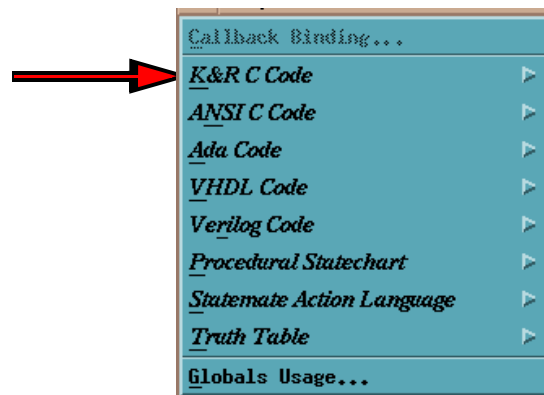 Callback Binding...
K&R C Code
ANSI C Code
Ada Code
VHDL Code
Verilog Code
Procedural Statechart
Statemate Action Language
Truth Table
Globals Usage...